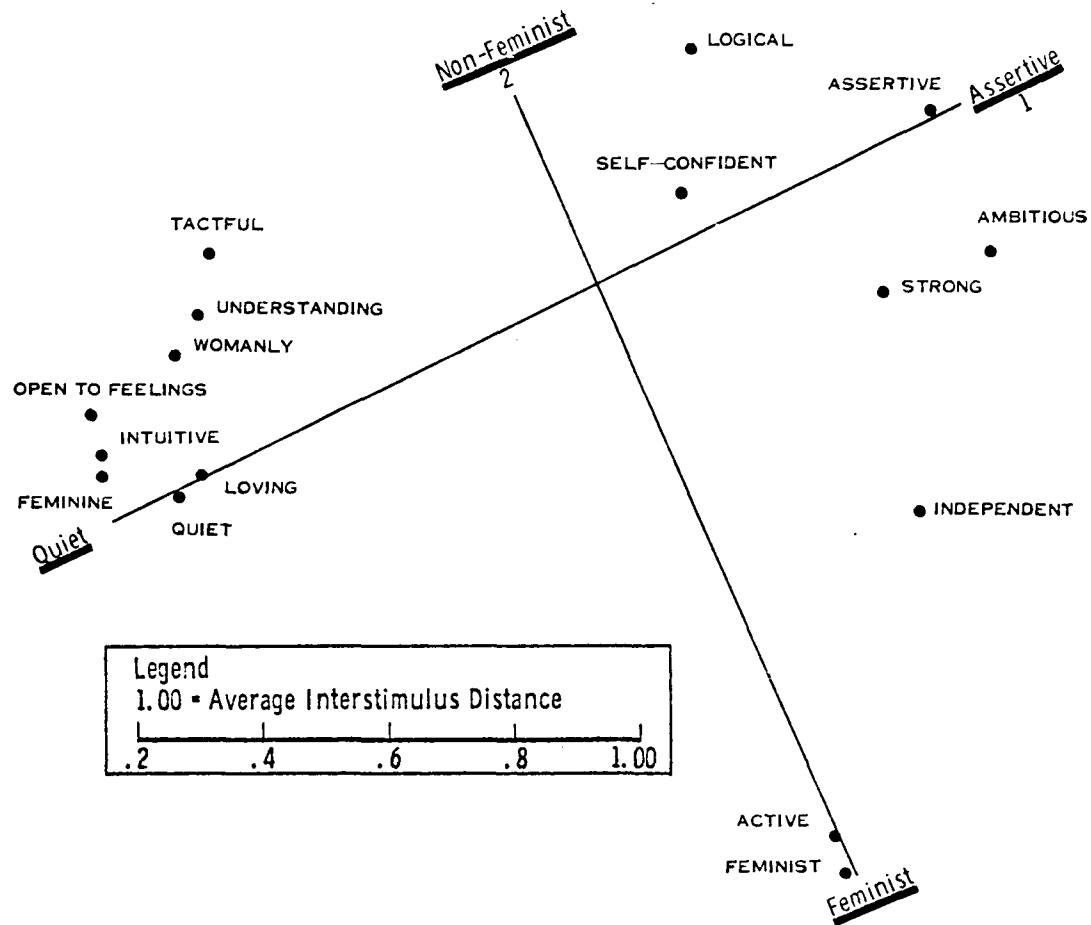 Non-Feminist
2
LOGICAL
ASSERTIVE
Assertive
1
SELF-CONFIDENT
AMBITIOUS
TACTFUL
STRONG
UNDERSTANDING
WOMANLY
OPEN TO FEELINGS
INTUITIVE
FEMININE
LOVING
QUIET
Quiet
INDEPENDENT
Legend
1.00 = Average Interstimulus Distance
.2 .4 .6 .8 1.00
ACTIVE
FEMINIST
Feminist